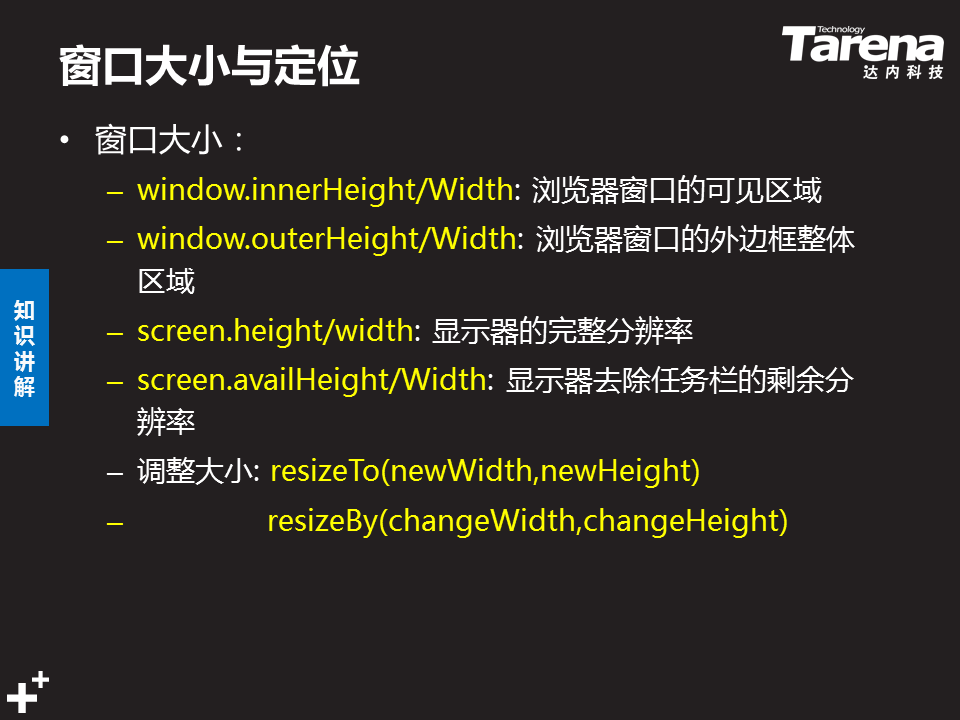 窗口大小与定位
Technology
Tarena
达内科技
• 窗口大小：
– window.innerHeight/Width: 浏览器窗口的可见区域
– window.outerHeight/Width: 浏览器窗口的外边框整体
区域
– screen.height/width: 显示器的完整分辨率
– screen.availHeight/Width: 显示器去除任务栏的剩余分
辨率
– 调整大小: resizeTo(newWidth,newHeight)
– resizeBy(changeWidth,changeHeight)
知
识
讲
解